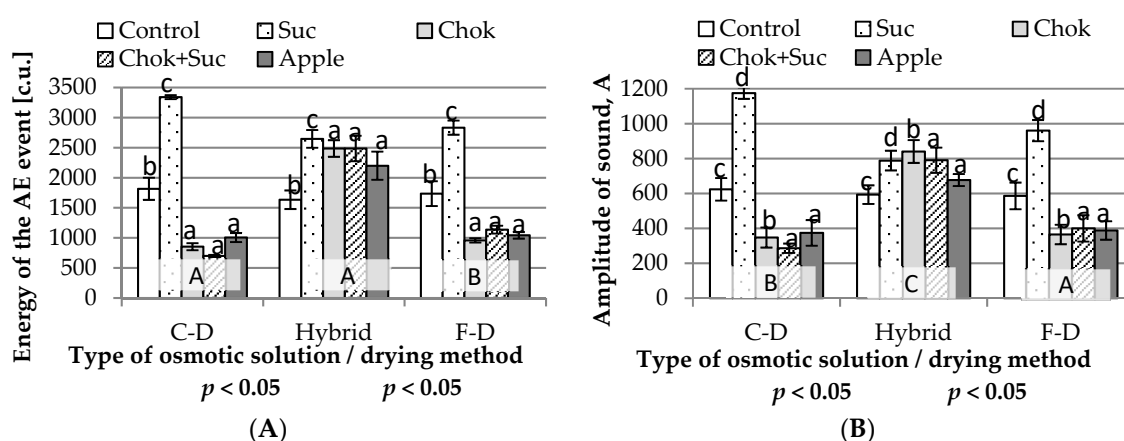 Control Suc Chok
Chok+Suc Apple
Energy of the AE event [c.u.]
3500
3000
2500
2000
1500
1000
500
0
b c a a a
b c a a a
b c a a a
A A B
C-D Hybrid F-D
Type of osmotic solution / drying method
p < 0.05 p < 0.05
(A)
Control Suc Chok
Chok+Suc Apple
Amplitude of sound, A
1200
1000
800
600
400
200
0
c d b a a
c d b a a
c d a a a
B C A
C-D Hybrid F-D
Type of osmotic solution / drying method
p < 0.05 p < 0.05
(B)